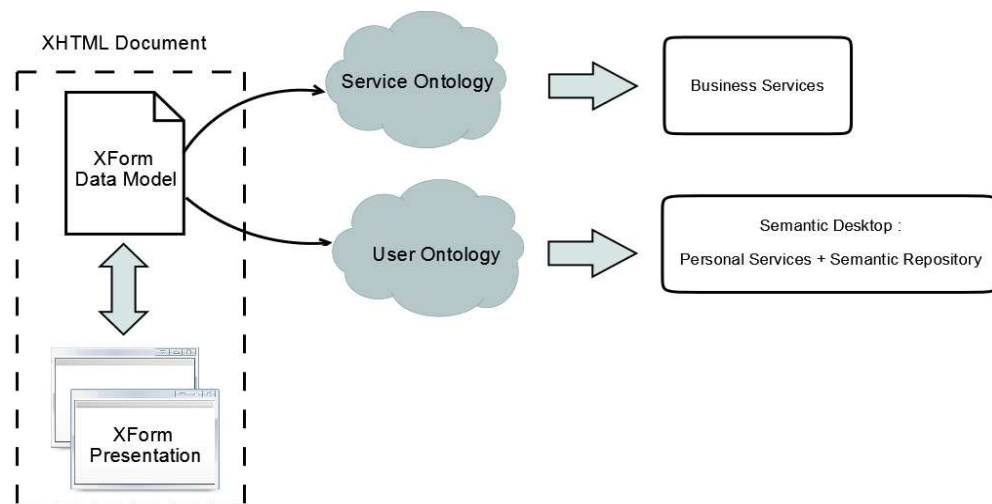 XHTML Document
XForm
Data Model
XForm
Presentation
Service Ontology
User Ontology
Business Services
Semantic Desktop :
Personal Services + Semantic Repository